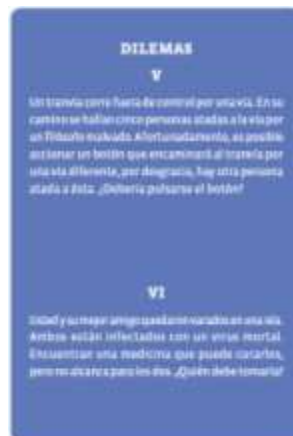 DILEMAS
V
Un tranvía corre fuera de control por una vía. En su
camino se hallan cinco personas atadas a la vía por
un filósofo malvado. Afortunadamente, es posible
accionar un botón que encaminará al tranvía por
una vía diferente, por desgracia, hay otra persona
atada a ésta. ¿Debería pulsarse el botón?
VI
Usted y su mejor amigo quedaron varados en una isla.
Ambos están infectados con un virus mortal.
Encuentran una medicina que puede curarlos,
pero no alcanza para los dos. ¿Quién debe tomarla?